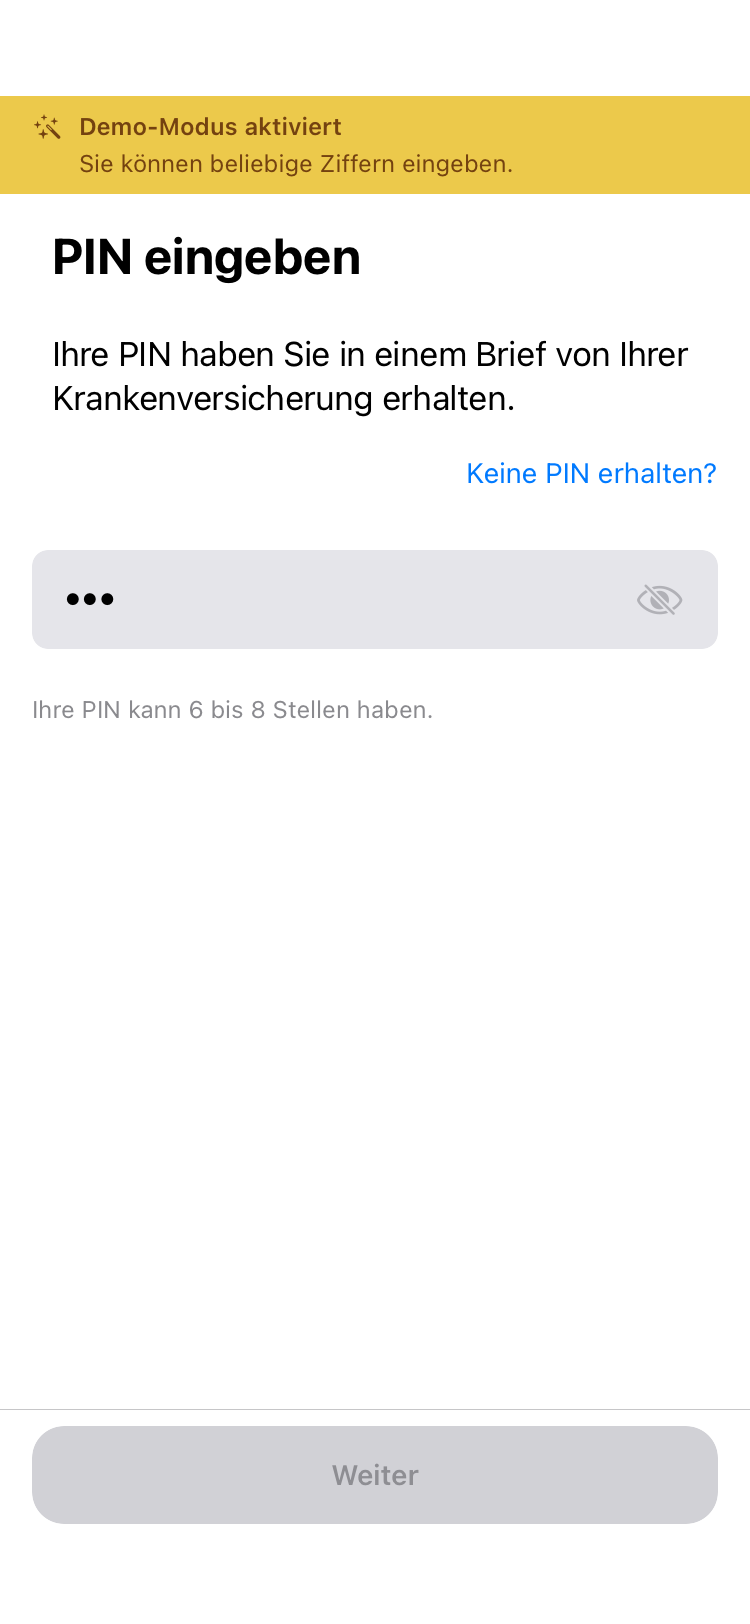 Demo-Modus aktiviert
Sie können beliebige Ziffern eingeben.
PIN eingeben
Ihre PIN haben Sie in einem Brief von Ihrer
Krankenversicherung erhalten.
Keine PIN erhalten?
•••
Ihre PIN kann 6 bis 8 Stellen haben.
Weiter